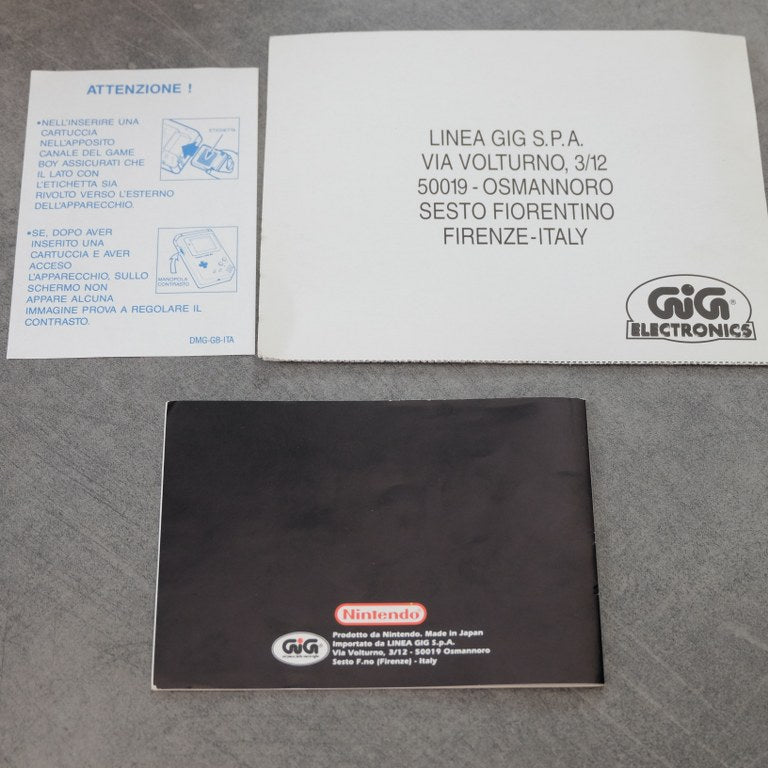 ATTENZIONE !
•NELL'INSERIRE UNA
CARTUCCIA
NELL'APPOSITO
CANALE DEL GAME
BOY ASSICURATI CHE
IL LATO CON
L'ETICHETTA SIA
RIVOLTO VERSO L'ESTERNO
DELL'APPARECCHIO.
ETICHETTA
•SE, DOPO AVER
INSERITO UNA
CARTUCCIA E AVER
ACCESO
L'APPARECCHIO, SULLO
SCHERMO NON
APPARE ALCUNA
IMMAGINE PROVA A REGOLARE IL
CONTRASTO.
MANOPOLA
CONTRASTO
DMG-GB-ITA
LINEA GIG S.P.A.
VIA VOLTURNO, 3/12
50019 - OSMANNORO
SESTO FIORENTINO
FIRENZE-ITALY
GiG®
ELECTRONICS
Nintendo
GiG
Prodotto da Nintendo. Made in Japan
Importato da LINEA GIG S.p.A.
Via Volturno, 3/12 - 50019 Osmannoro
Sesto F.no (Firenze) - Italy